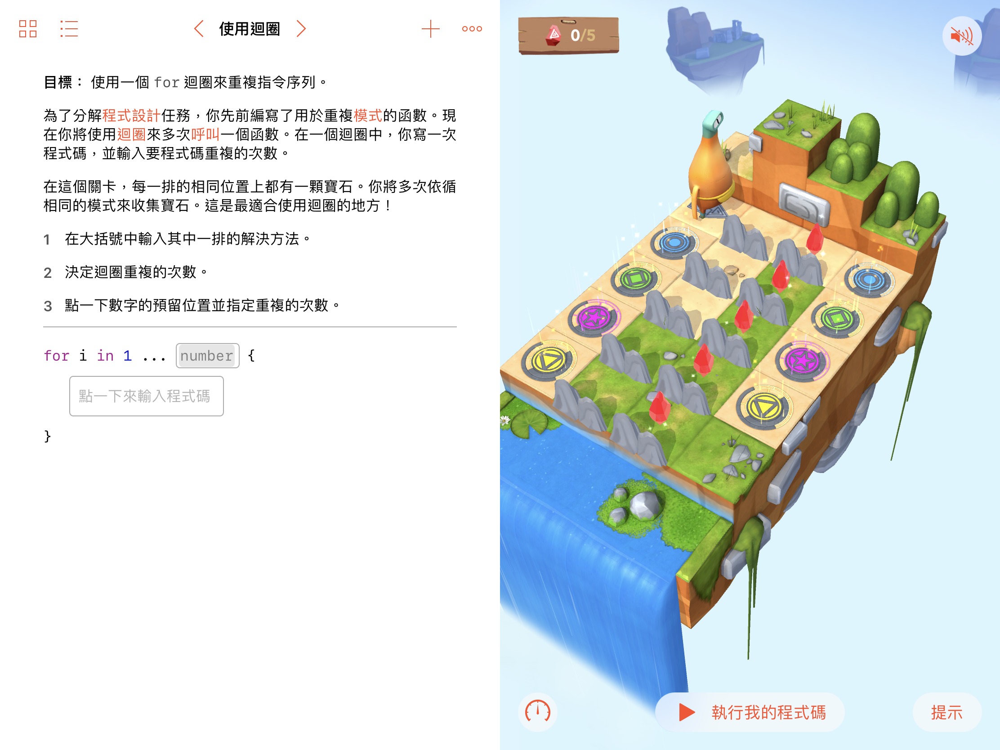 使用迴圈
目標： 使用一個 for 迴圈來重複指令序列。
為了分解程式設計任務，你先前編寫了用於重複模式的函數。現
在你將使用迴圈來多次呼叫一個函數。在一個迴圈中，你寫一次
程式碼，並輸入要程式碼重複的次數。
在這個關卡，每一排的相同位置上都有一顆寶石。你將多次依循
相同的模式來收集寶石。這是最適合使用迴圈的地方！
1 在大括號中輸入其中一排的解決方法。
2 決定迴圈重複的次數。
3 點一下數字的預留位置並指定重複的次數。
for i in 1 ... number {
點一下來輸入程式碼
}
0/5
執行我的程式碼
提示